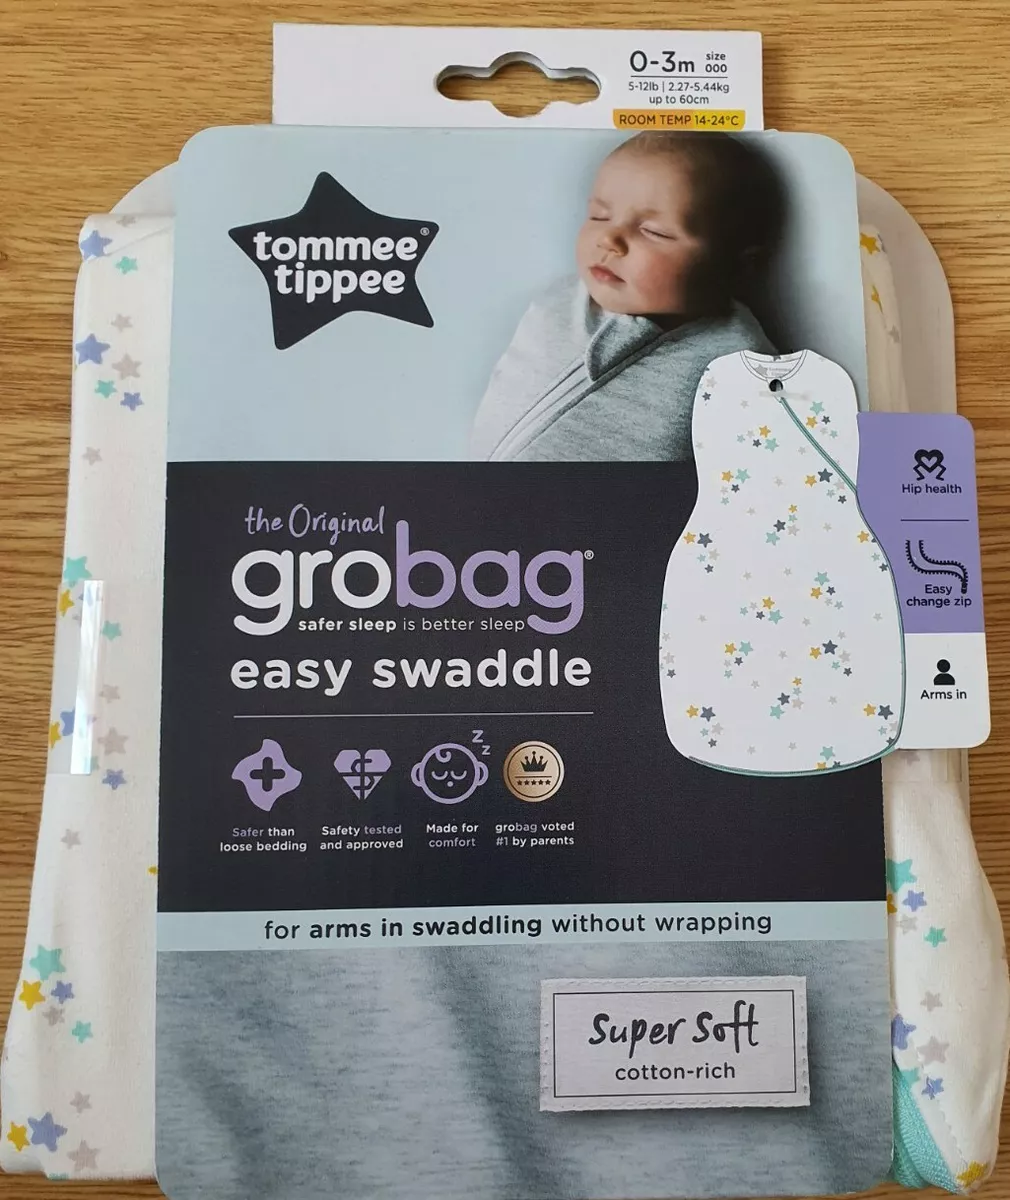 0-3m size
000
5-12lb | 2.27-5.44kg
up to 60cm
ROOM TEMP 14-24°C
tommee®
tippee
Hip health
Easy
change zip
Arms in
the Original
grobag®
safer sleep is better sleep
easy swaddle
z
z
Safer than
loose bedding
Safety tested
and approved
Made for
comfort
grobag voted
#1 by parents
for arms in swaddling without wrapping
Super Soft
cotton-rich